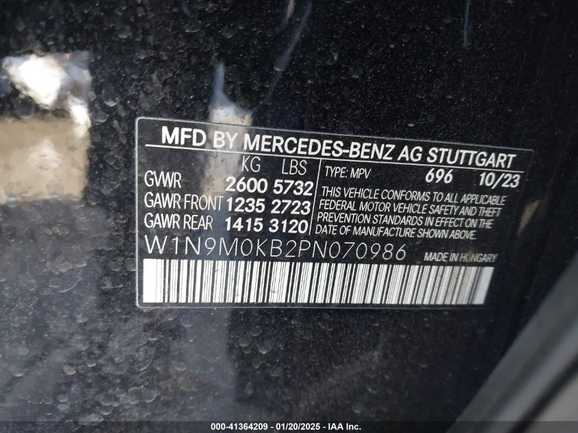 MFD BY MERCEDES-BENZ AG STUTTGART
KG LBS
GVWR 2600 5732
GAWR FRONT 1235 2723
GAWR REAR 1415 3120
TYPE: MPV 696 10/23
THIS VEHICLE CONFORMS TO ALL APPLICABLE
FEDERAL MOTOR VEHICLE SAFETY AND THEFT
PREVENTION STANDARDS IN EFFECT ON THE
DATE OF MANUFACTURE SHOWN ABOVE.
W1N9M0KB2PN070986
MADE IN HUNGARY
000-41364209 - 01/20/2025 - IAA Inc.